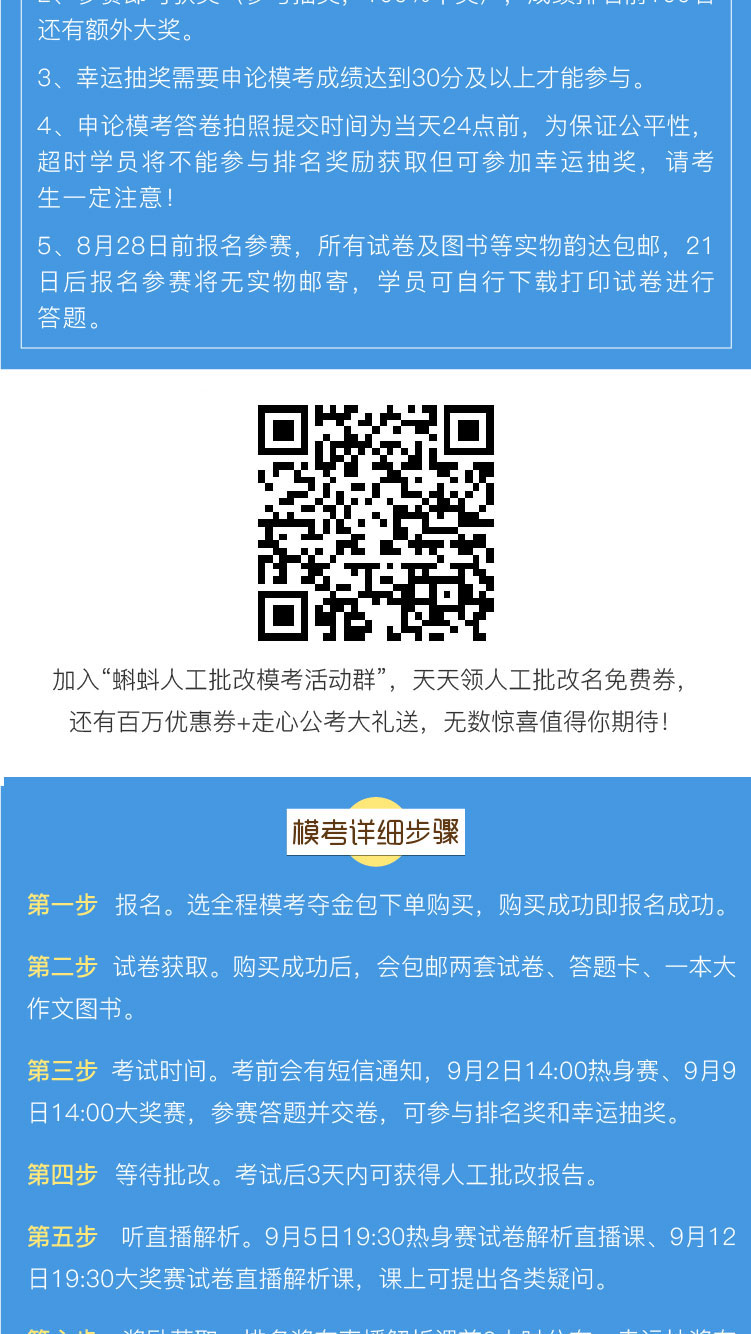 还有额外大奖。
3、幸运抽奖需要申论模考成绩达到30分及以上才能参与。
4、申论模考答卷拍照提交时间为当天24点前，为保证公平性，
超时学员将不能参与排名奖励获取但可参加幸运抽奖，请考
生一定注意！
5、8月28日前报名参赛，所有试卷及图书等实物韵达包邮，21
日后报名参赛将无实物邮寄，学员可自行下载打印试卷进行
答题。
加入“蝌蚪人工批改模考活动群”，天天领人工批改名免费券，
还有百万优惠券+走心公考大礼送，无数惊喜值得你期待！
模考详细步骤
第一步 报名。选全程模考夺金包下单购买，购买成功即报名成功。
第二步 试卷获取。购买成功后，会包邮两套试卷、答题卡、一本大
作文图书。
第三步 考试时间。考前会有短信通知，9月2日14:00热身赛、9月9
日14:00大奖赛，参赛答题并交卷，可参与排名奖和幸运抽奖。
第四步 等待批改。考试后3天内可获得人工批改报告。
第五步 听直播解析。9月5日19:30热身赛试卷解析直播课、9月12
日19:30大奖赛试卷直播解析课，课上可提出各类疑问。